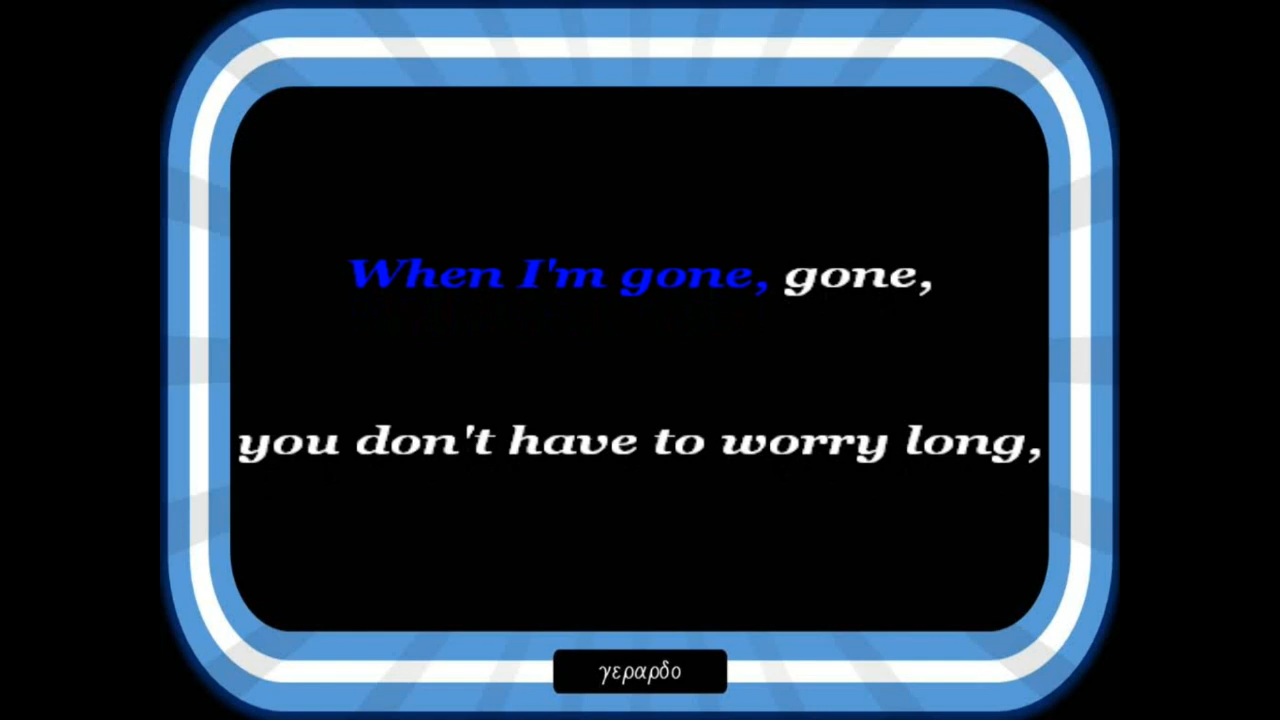 When I'm gone, gone,
you don't have to worry long,
γεραρδο